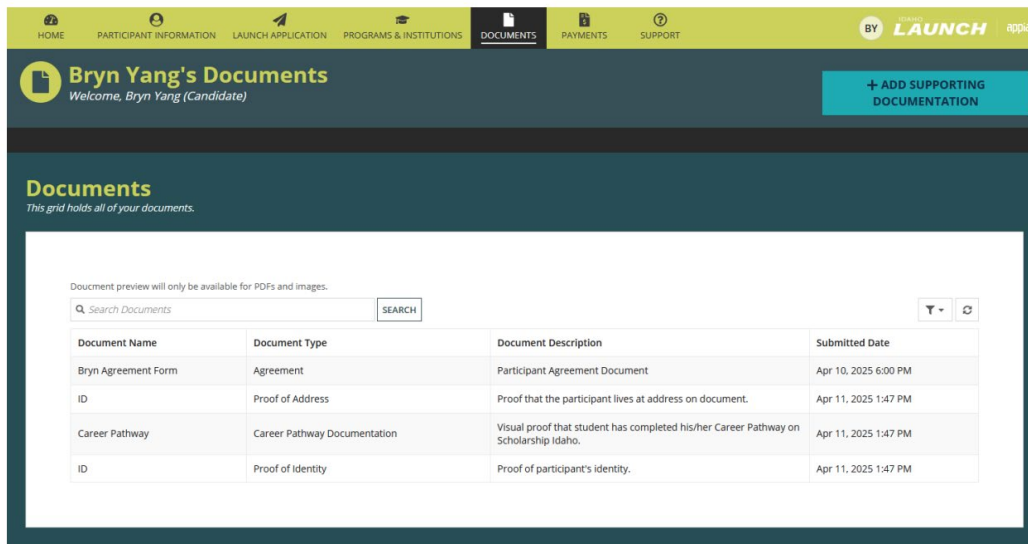 HOME PARTICIPANT INFORMATION LAUNCH APPLICATION PROGRAMS & INSTITUTIONS DOCUMENTS PAYMENTS SUPPORT BY IDAHO LAUNCH
Bryn Yang's Documents
Welcome, Bryn Yang (Candidate)
+ ADD SUPPORTING
DOCUMENTATION
Documents
This grid holds all of your documents.
Doucment preview will only be available for PDFs and images.
Search Documents SEARCH
Document Name Document Type Document Description Submitted Date
Bryn Agreement Form Agreement Participant Agreement Document Apr 10, 2025 6:00 PM
ID Proof of Address Proof that the participant lives at address on document. Apr 11, 2025 1:47 PM
Career Pathway Career Pathway Documentation Visual proof that student has completed his/her Career Pathway on
Scholarship Idaho. Apr 11, 2025 1:47 PM
ID Proof of Identity Proof of participant's identity. Apr 11, 2025 1:47 PM